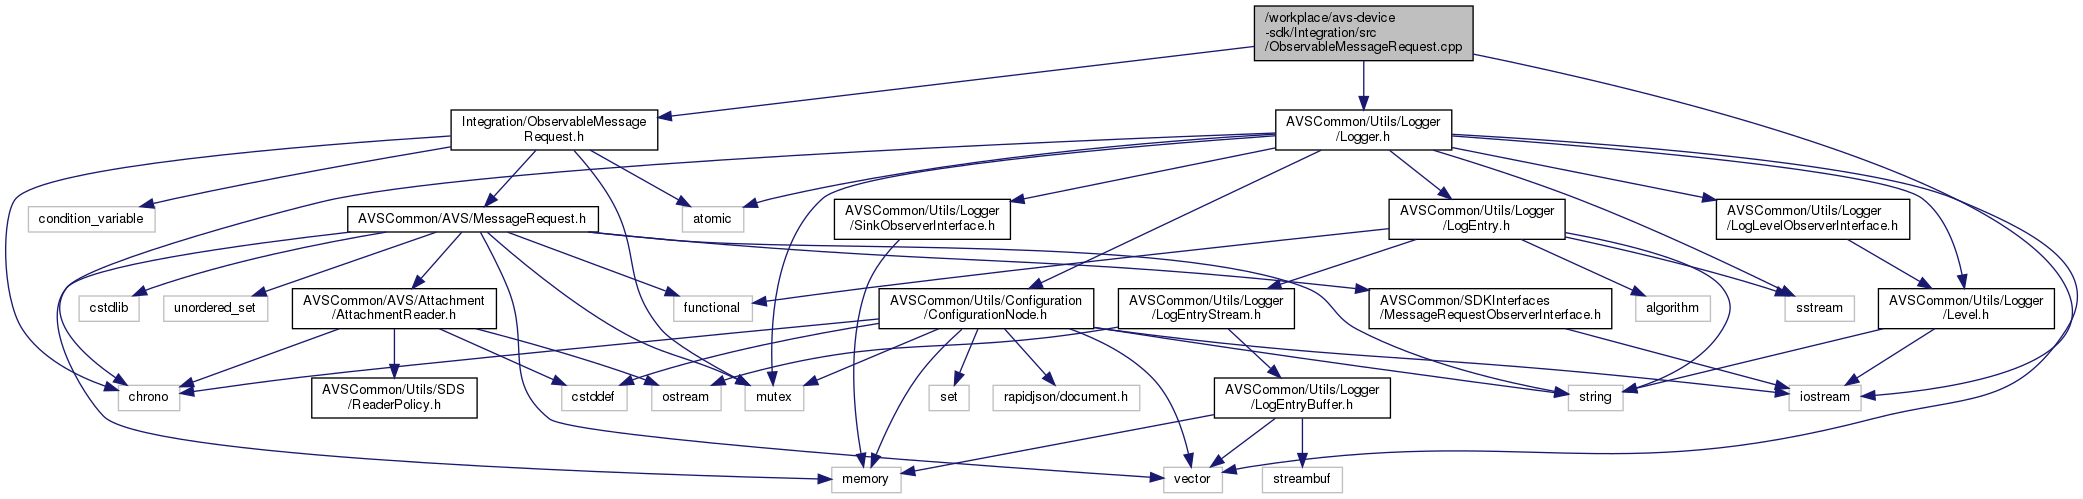 /workplace/avs-device
-sdk/Integration/src
/ObservableMessageRequest.cpp
Integration/ObservableMessage
Request.h
AVSCommon/Utils/Logger
/Logger.h
condition_variable
AVSCommon/AVS/MessageRequest.h
atomic
AVSCommon/Utils/Logger
/SinkObserverInterface.h
AVSCommon/Utils/Logger
/LogEntry.h
AVSCommon/Utils/Logger
/LogLevelObserverInterface.h
cstdlib
unordered_set
AVSCommon/AVS/Attachment
/AttachmentReader.h
functional
AVSCommon/Utils/Configuration
/ConfigurationNode.h
AVSCommon/Utils/Logger
/LogEntryStream.h
AVSCommon/SDKInterfaces
/MessageRequestObserverInterface.h
algorithm
sstream
AVSCommon/Utils/Logger
/Level.h
chrono
AVSCommon/Utils/SDS
/ReaderPolicy.h
cstddef
ostream
mutex
set
rapidjson/document.h
AVSCommon/Utils/Logger
/LogEntryBuffer.h
string
iostream
memory
vector
streambuf